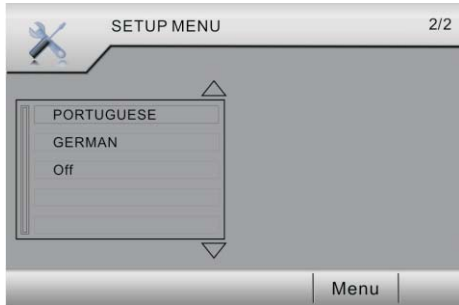 SETUP MENU 2/2
PORTUGUESE
GERMAN
Off
Menu